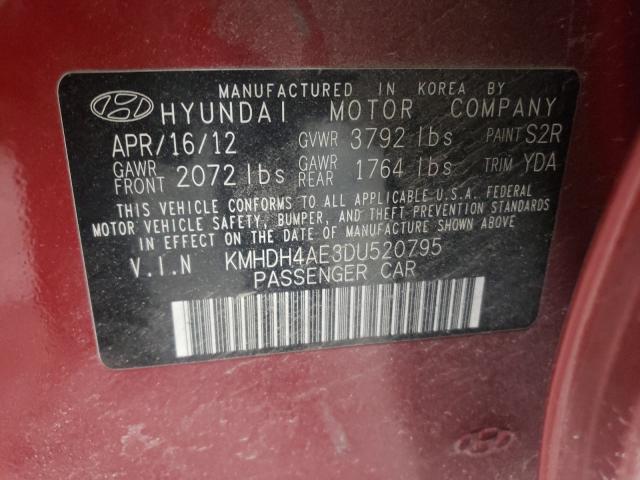 MANUFACTURED IN KOREA BY
HYUNDAI MOTOR COMPANY
APR/16/12 GVWR 3792 lbs PAINT S2R
GAWR FRONT 2072 lbs GAWR REAR 1764 lbs TRIM YDA
THIS VEHICLE CONFORMS TO ALL APPLICABLE U.S.A. FEDERAL
MOTOR VEHICLE SAFETY, BUMPER, AND THEFT PREVENTION STANDARDS
IN EFFECT ON THE DATE OF MANUFACTURE SHOWN ABOVE.
V.I.N KMHDH4AE3DU520795
PASSENGER CAR